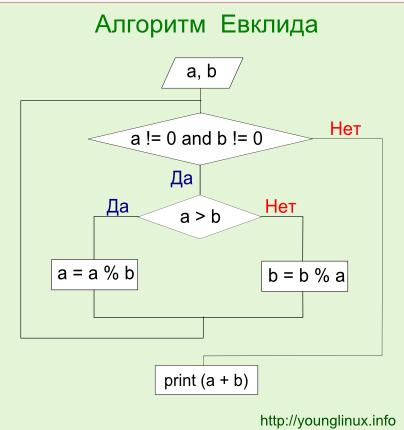 Алгоритм Евклида
a, b
a != 0 and b != 0
Нет
Да
a > b
Да
Нет
a = a % b
b = b % a
print (a + b)
http://younglinux.info